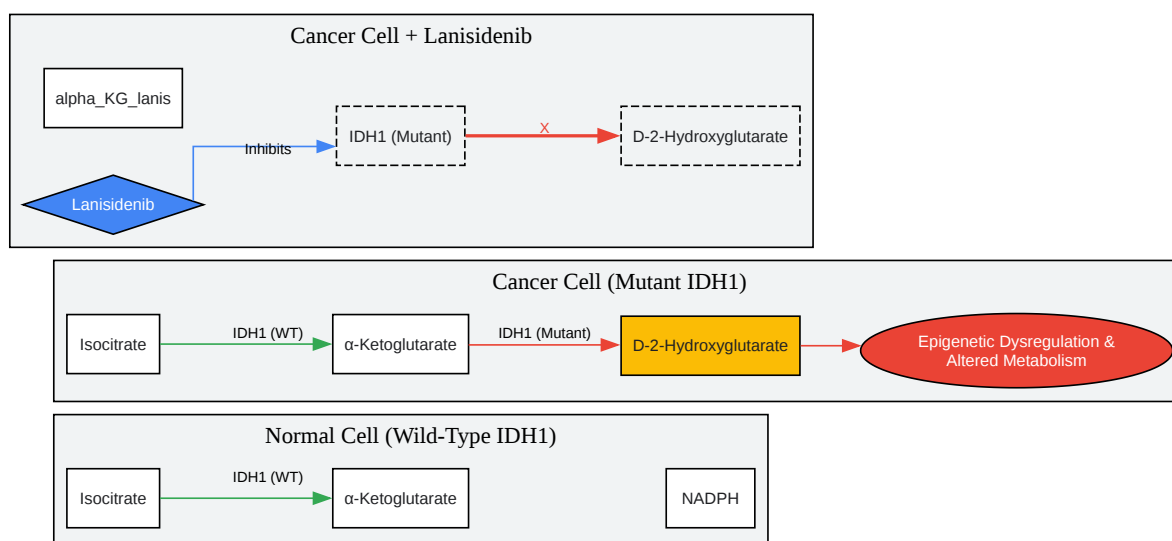 Cancer Cell + Lanisidenib
alpha_KG_lanis
IDH1 (Mutant)
X
D-2-Hydroxyglutarate
Inhibits
Lanisidenib
Cancer Cell (Mutant IDH1)
Isocitrate
IDH1 (WT)
α-Ketoglutarate
IDH1 (Mutant)
D-2-Hydroxyglutarate
Epigenetic Dysregulation &
Altered Metabolism
Normal Cell (Wild-Type IDH1)
Isocitrate
IDH1 (WT)
α-Ketoglutarate
NADPH